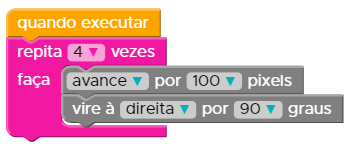 quando executar
repita 4 vezes
faça avance por 100 pixels
vire à direita por 90 graus